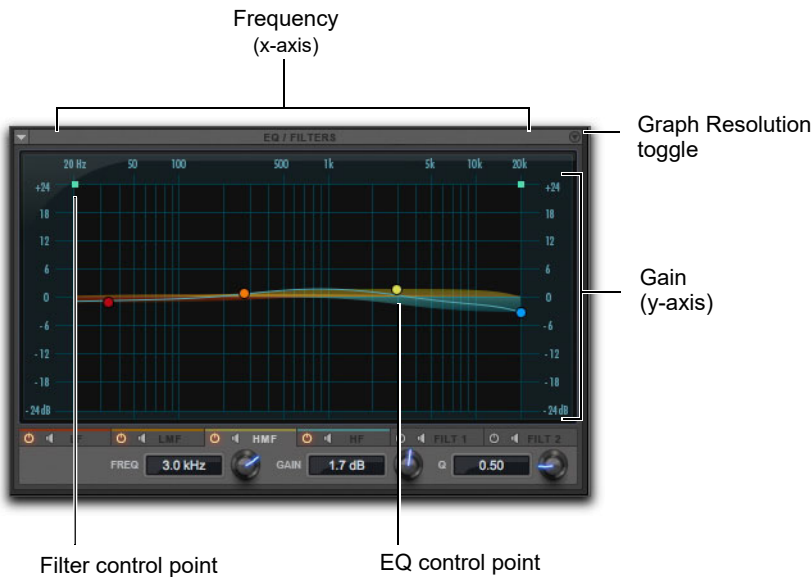 Frequency
(x-axis)
Graph Resolution
toggle
EQ / FILTERS
20 Hz 50 100 500 1k 5k 10k 20k
+24 +24
18 18
12 12
6 6
0 0
Gain
(y-axis)
- 6 - 6
- 12 - 12
- 18 - 18
- 24 dB - 24 dB
LF LMF HMF HF FILT 1 FILT 2
FREQ 3.0 kHz GAIN 1.7 dB Q 0.50
Filter control point
EQ control point